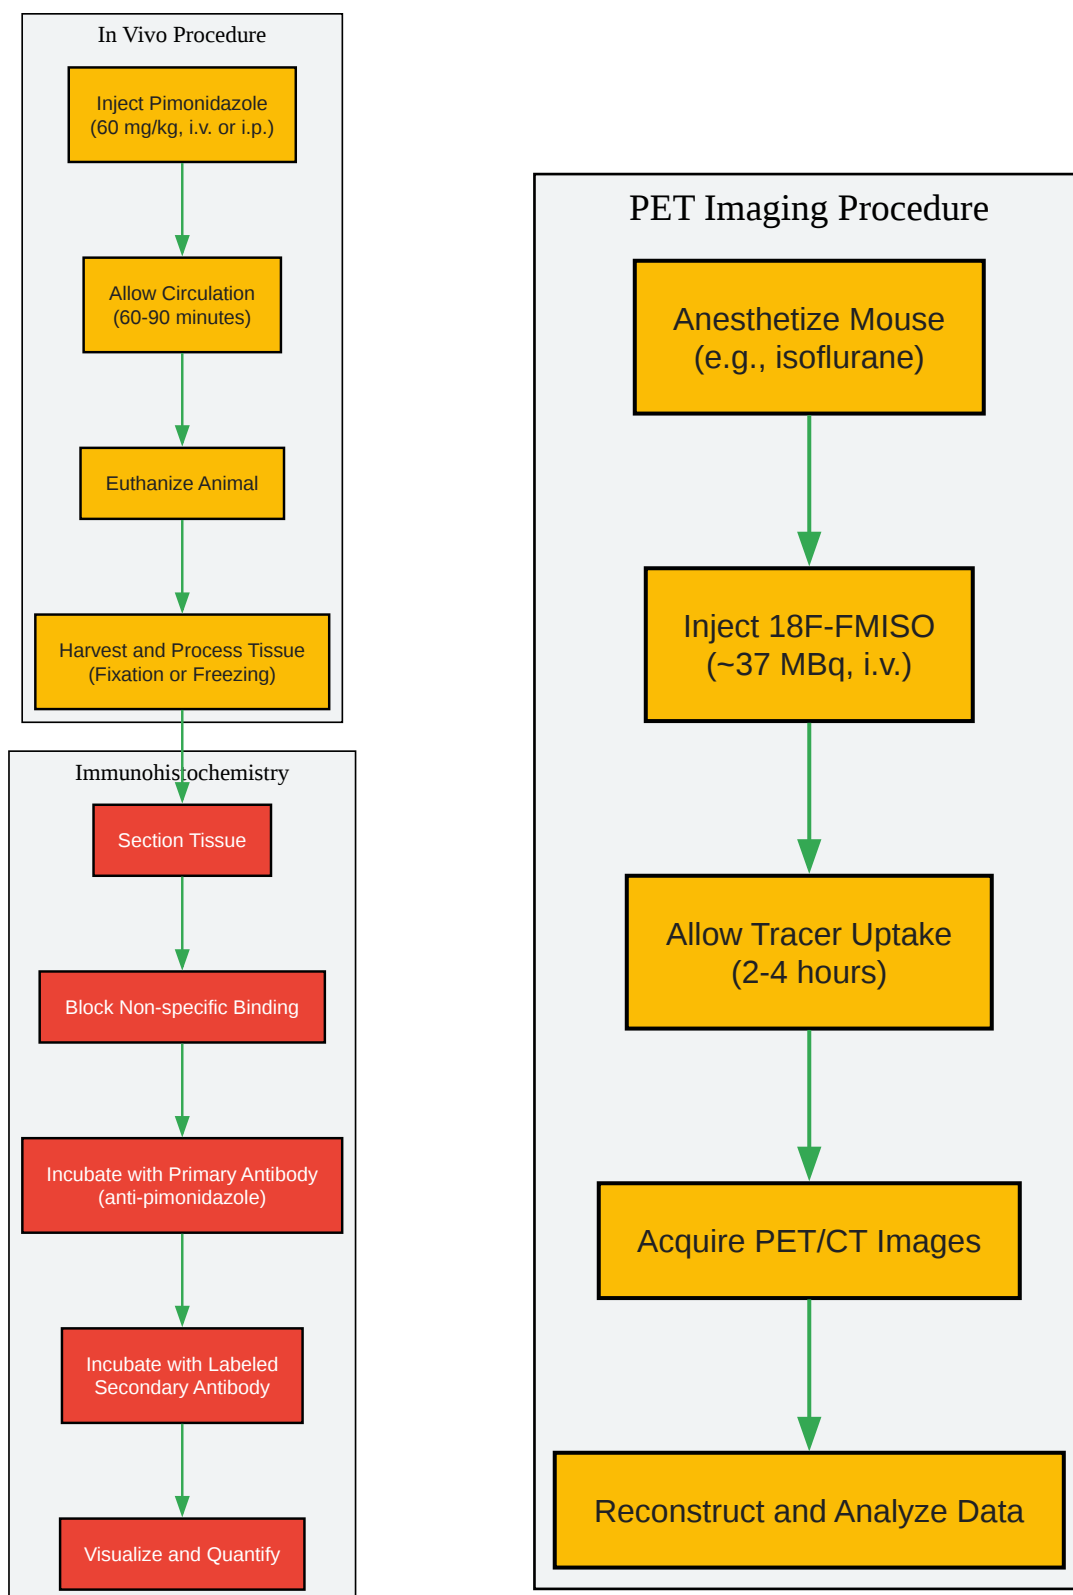 In Vivo Procedure
Inject Pimonidazole
(60 mg/kg, i.v. or i.p.)
Allow Circulation
(60-90 minutes)
Euthanize Animal
Harvest and Process Tissue
(Fixation or Freezing)
Immunohistochemistry
Section Tissue
Block Non-specific Binding
Incubate with Primary Antibody
(anti-pimonidazole)
Incubate with Labeled
Secondary Antibody
Visualize and Quantify
PET Imaging Procedure
Anesthetize Mouse
(e.g., isoflurane)
Inject 18F-FMISO
(~37 MBq, i.v.)
Allow Tracer Uptake
(2-4 hours)
Acquire PET/CT Images
Reconstruct and Analyze Data